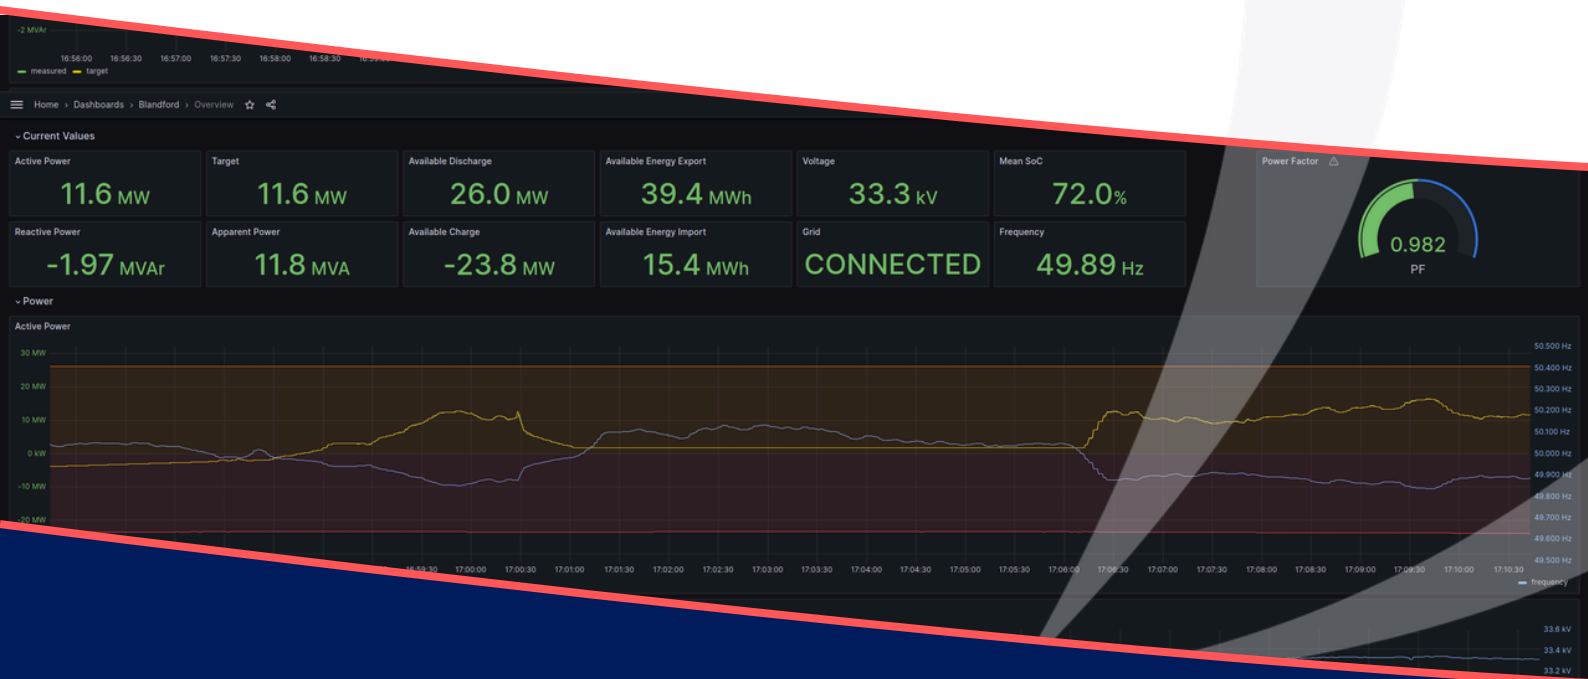 -2 MVAr
16:56:00 16:56:30 16:57:00 16:57:30 16:58:00 16:58:30
measured target
Home › Dashboards › Blandford › Overview
Current Values
Active Power Target Available Discharge Available Energy Export Voltage Mean SoC Power Factor
11.6 MW 11.6 MW 26.0 MW 39.4 MWh 33.3 kV 72.0%
Reactive Power Apparent Power Available Charge Available Energy Import Grid Frequency
-1.97 MVAr 11.8 MVA -23.8 MW 15.4 MWh CONNECTED 49.89 Hz
0.982
PF
Power
Active Power
30 MW 50.500 Hz
50.400 Hz
20 MW 50.300 Hz
10 MW 50.200 Hz
50.100 Hz
0 kW 50.000 Hz
49.900 Hz
-10 MW 49.800 Hz
-20 MW 49.700 Hz
49.600 Hz
49.500 Hz
16:59:30 17:00:00 17:00:30 17:01:00 17:01:30 17:02:00 17:02:30 17:03:00 17:03:30 17:04:00 17:04:30 17:05:00 17:05:30 17:06:00 17:06:30 17:07:00 17:07:30 17:08:00 17:08:30 17:09:00 17:09:30 17:10:00 17:10:30
frequency
33.6 kV
33.4 kV
33.2 kV